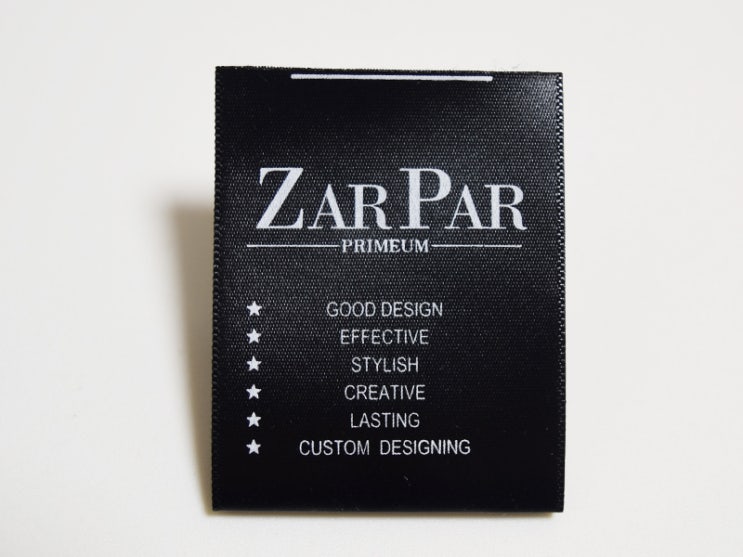 ZARPAR
PRIMEUM
★ GOOD DESIGN
★ EFFECTIVE
★ STYLISH
★ CREATIVE
★ LASTING
★ CUSTOM DESIGNING